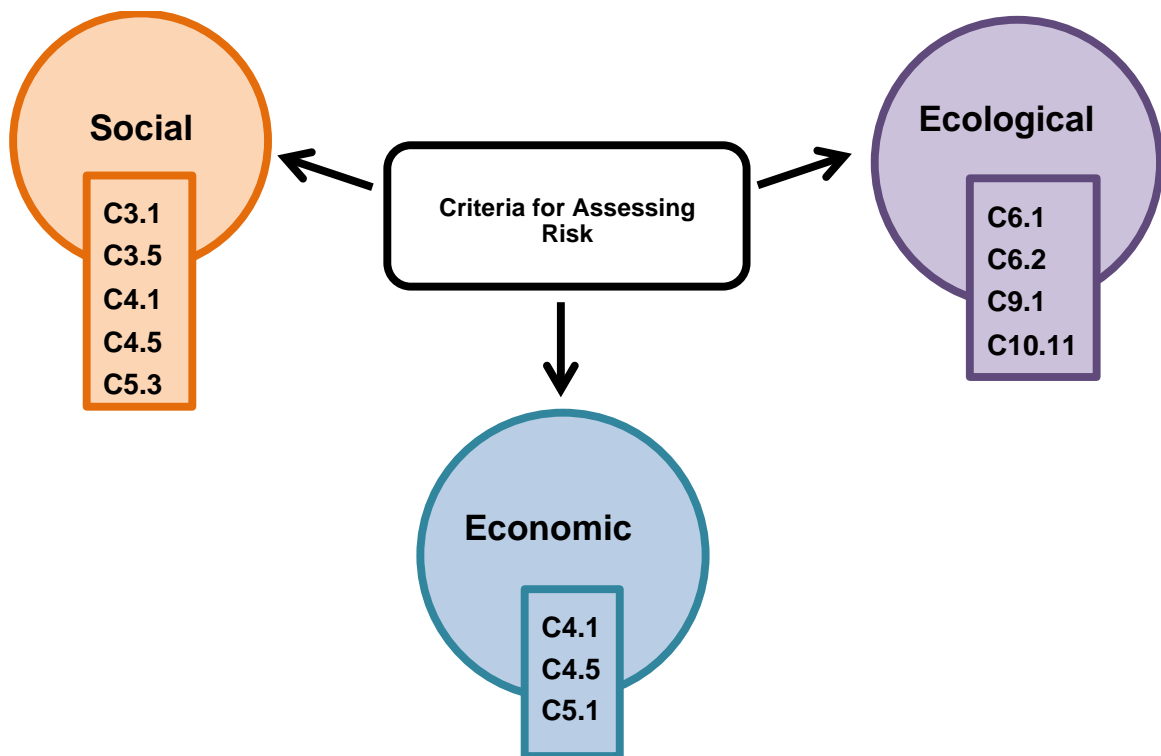 Social
C3.1
C3.5
C4.1
C4.5
C5.3
Criteria for Assessing
Risk
Ecological
C6.1
C6.2
C9.1
C10.11
Economic
C4.1
C4.5
C5.1